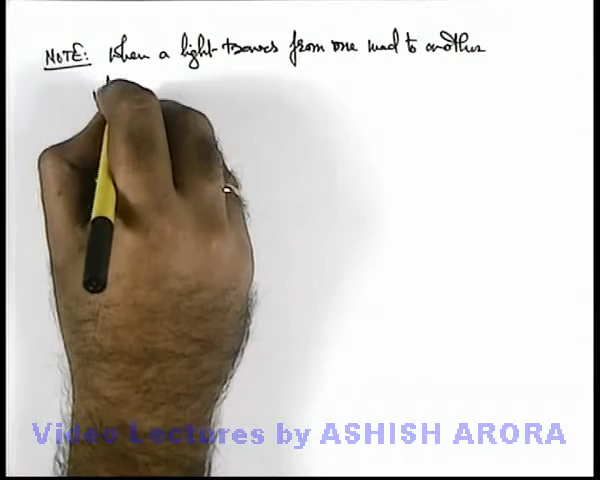 NOTE: When a light travels from one med to another
Video Lectures by ASHISH ARORA